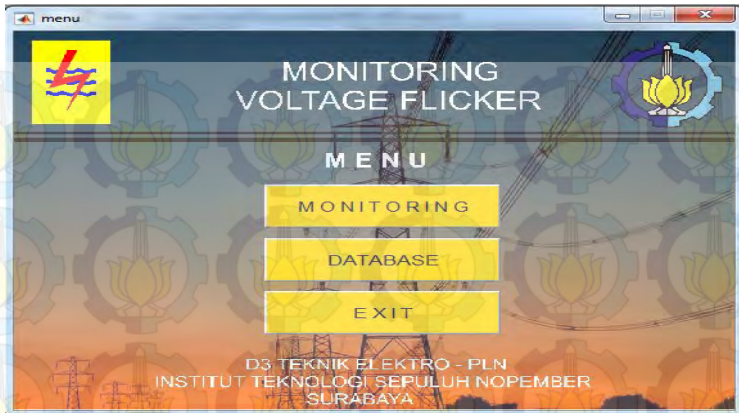 menu
MONITORING
VOLTAGE FLICKER
MENU
MONITORING
DATABASE
EXIT
D3 TEKNIK ELEKTRO - PLN
INSTITUT TEKNOLOGI SEPULUH NOPEMBER
SURABAYA